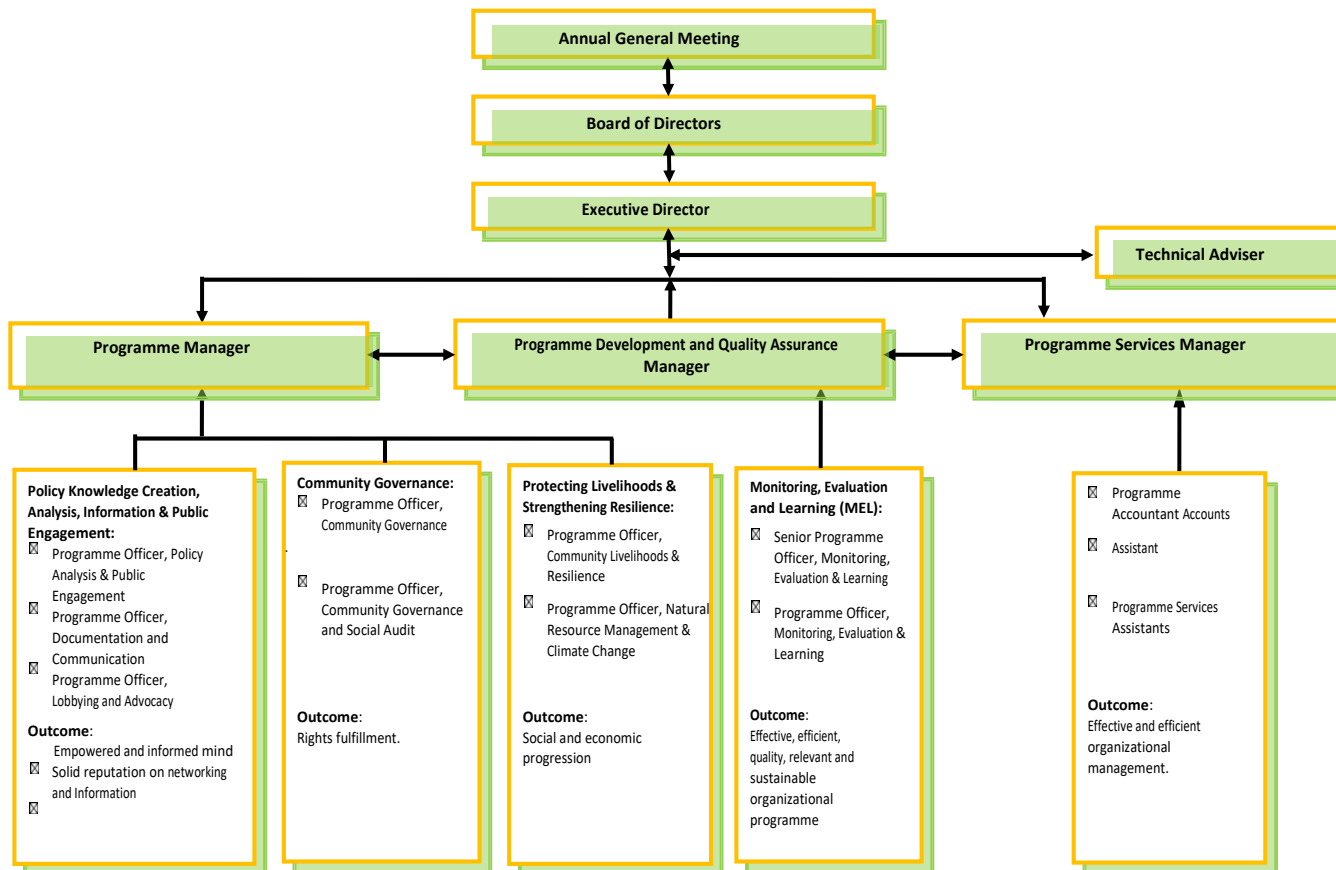 Annual General Meeting
Board of Directors
Executive Director
Technical Adviser
Programme Manager
Programme Development and Quality Assurance
Manager
Programme Services Manager
Policy Knowledge Creation,
Analysis, Information & Public
Engagement:
Programme Officer, Policy
Analysis & Public
Engagement
Programme Officer,
Documentation and
Communication
Programme Officer,
Lobbying and Advocacy
Outcome:
Empowered and informed mind
Solid reputation on networking
and Information
Community Governance:
Programme Officer,
Community Governance
.
Programme Officer,
Community Governance
and Social Audit
Outcome:
Rights fulfillment.
Protecting Livelihoods &
Strengthening Resilience:
Programme Officer,
Community Livelihoods &
Resilience
Programme Officer, Natural
Resource Management &
Climate Change
Outcome:
Social and economic
progression
Monitoring, Evaluation
and Learning (MEL):
Senior Programme
Officer, Monitoring,
Evaluation & Learning
Programme Officer,
Monitoring, Evaluation &
Learning
Outcome:
Effective, efficient,
quality, relevant and
sustainable
organizational
programme
Programme
Accountant Accounts
Assistant
Programme Services
Assistants
Outcome:
Effective and efficient
organizational
management.